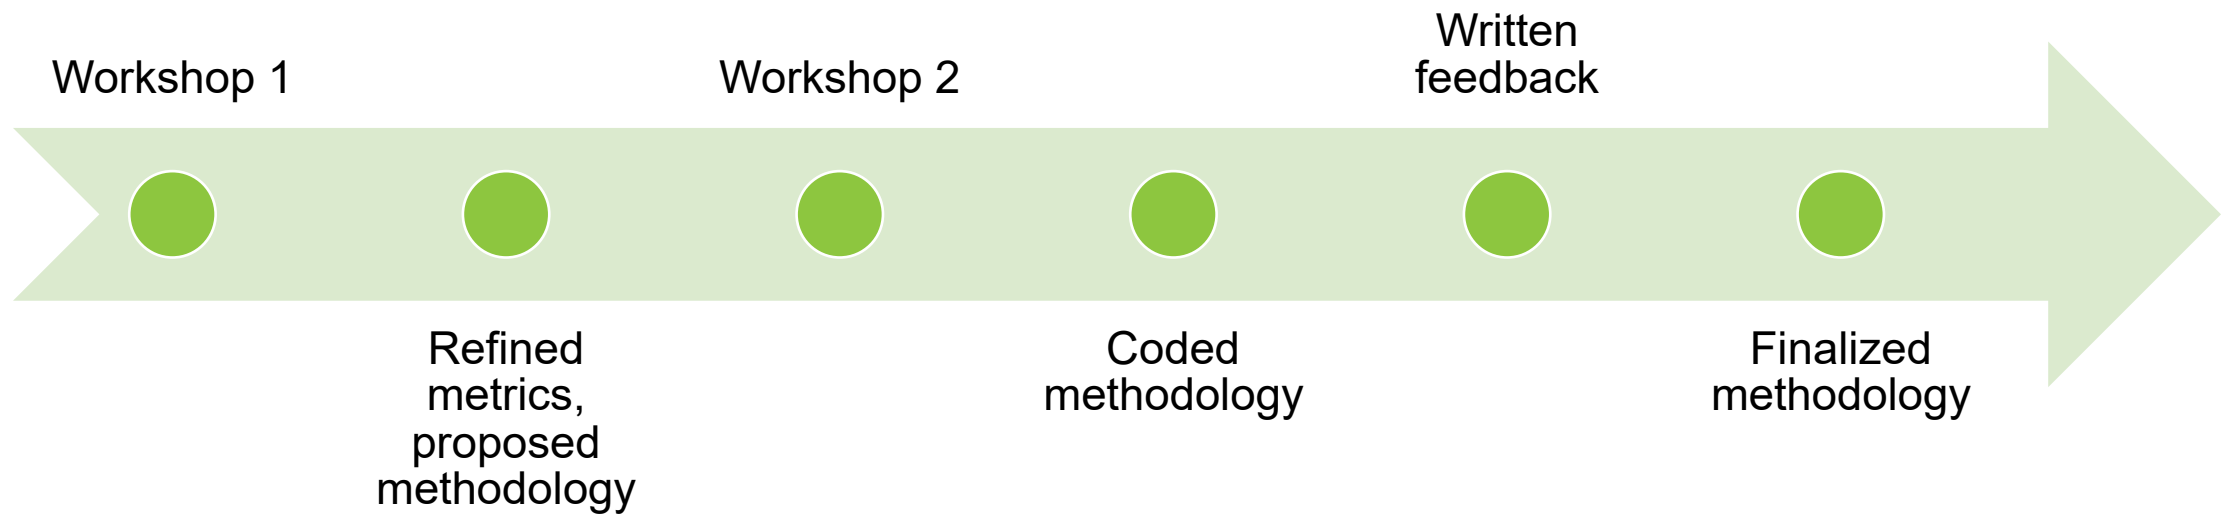 Workshop 1
Refined
metrics,
proposed
methodology
Workshop 2
Coded
methodology
Written
feedback
Finalized
methodology